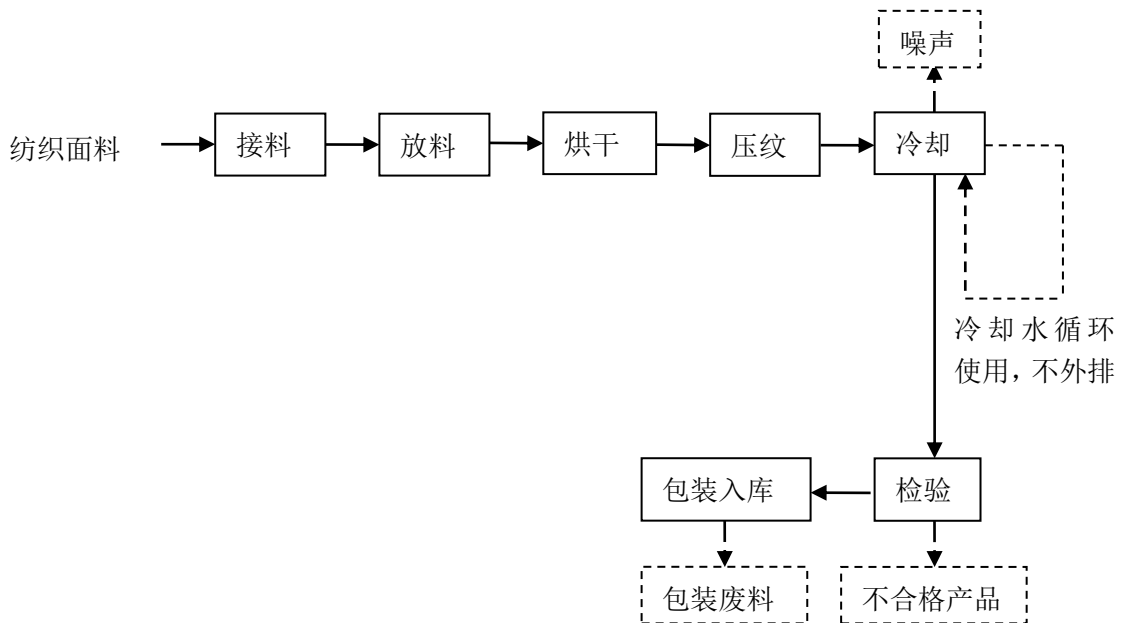 噪声
纺织面料
接料
放料
烘干
压纹
冷却
冷却水循环
使用，不外排
包装入库
检验
包装废料
不合格产品